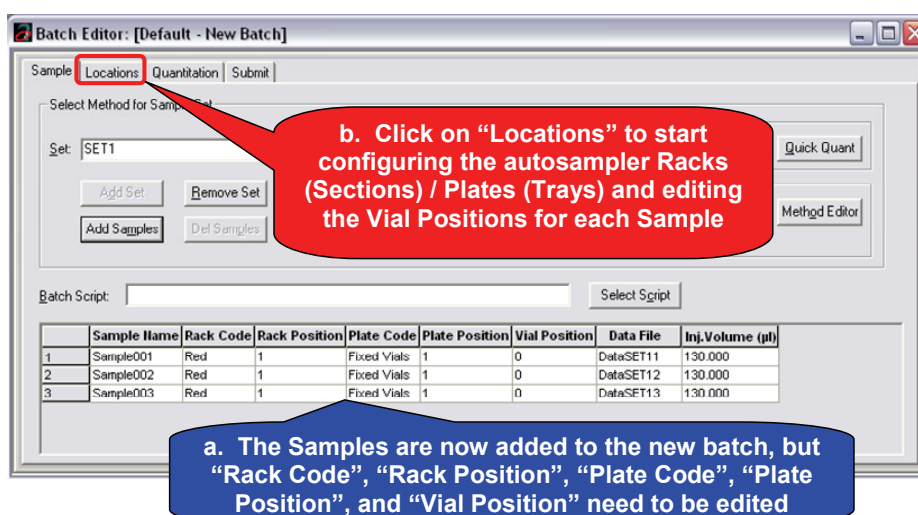 Batch Editor: [Default - New Batch]
Sample Locations Quantitation Submit
Select Method for Sample Set
Set: SET1
Quick Quant
Add Set Remove Set
Method Editor
Add Samples Del Samples
b. Click on “Locations” to start
configuring the autosampler Racks
(Sections) / Plates (Trays) and editing
the Vial Positions for each Sample
Batch Script: Select Script
Sample Name Rack Code Rack Position Plate Code Plate Position Vial Position Data File Inj.Volume (µl)
1 Sample001 Red 1 Fixed Vials 1 0 DataSET11 130.000
2 Sample002 Red 1 Fixed Vials 1 0 DataSET12 130.000
3 Sample003 Red 1 Fixed Vials 1 0 DataSET13 130.000
a. The Samples are now added to the new batch, but
“Rack Code”, “Rack Position”, “Plate Code”, “Plate
Position”, and “Vial Position” need to be edited